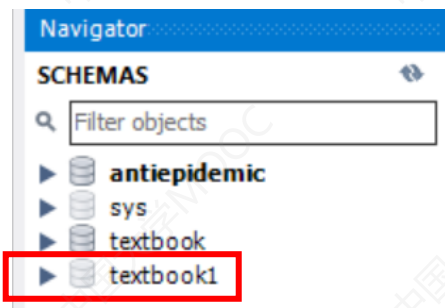 Navigator
SCHEMAS
Filter objects
antiepidemic
sys
textbook
textbook1